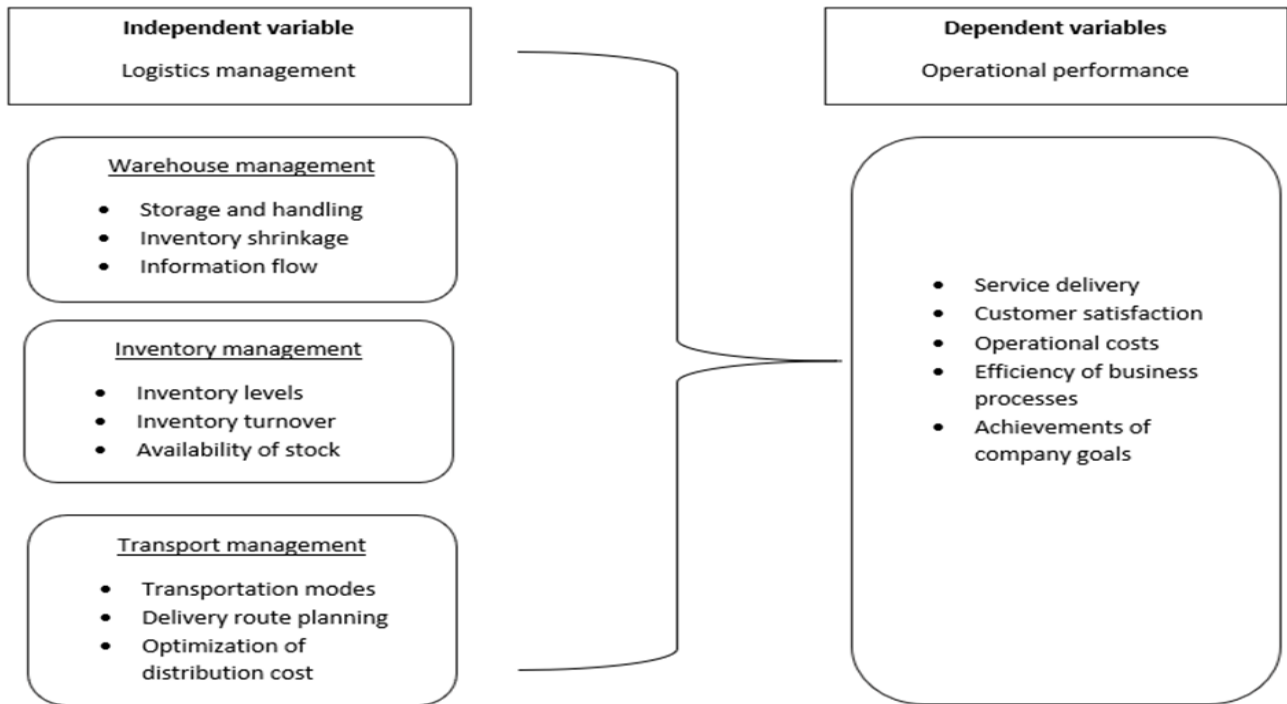 Independent variable
Logistics management
Dependent variables
Operational performance
Warehouse management
• Storage and handling
• Inventory shrinkage
• Information flow
Inventory management
• Inventory levels
• Inventory turnover
• Availability of stock
Transport management
• Transportation modes
• Delivery route planning
• Optimization of
distribution cost
• Service delivery
• Customer satisfaction
• Operational costs
• Efficiency of business
processes
• Achievements of
company goals